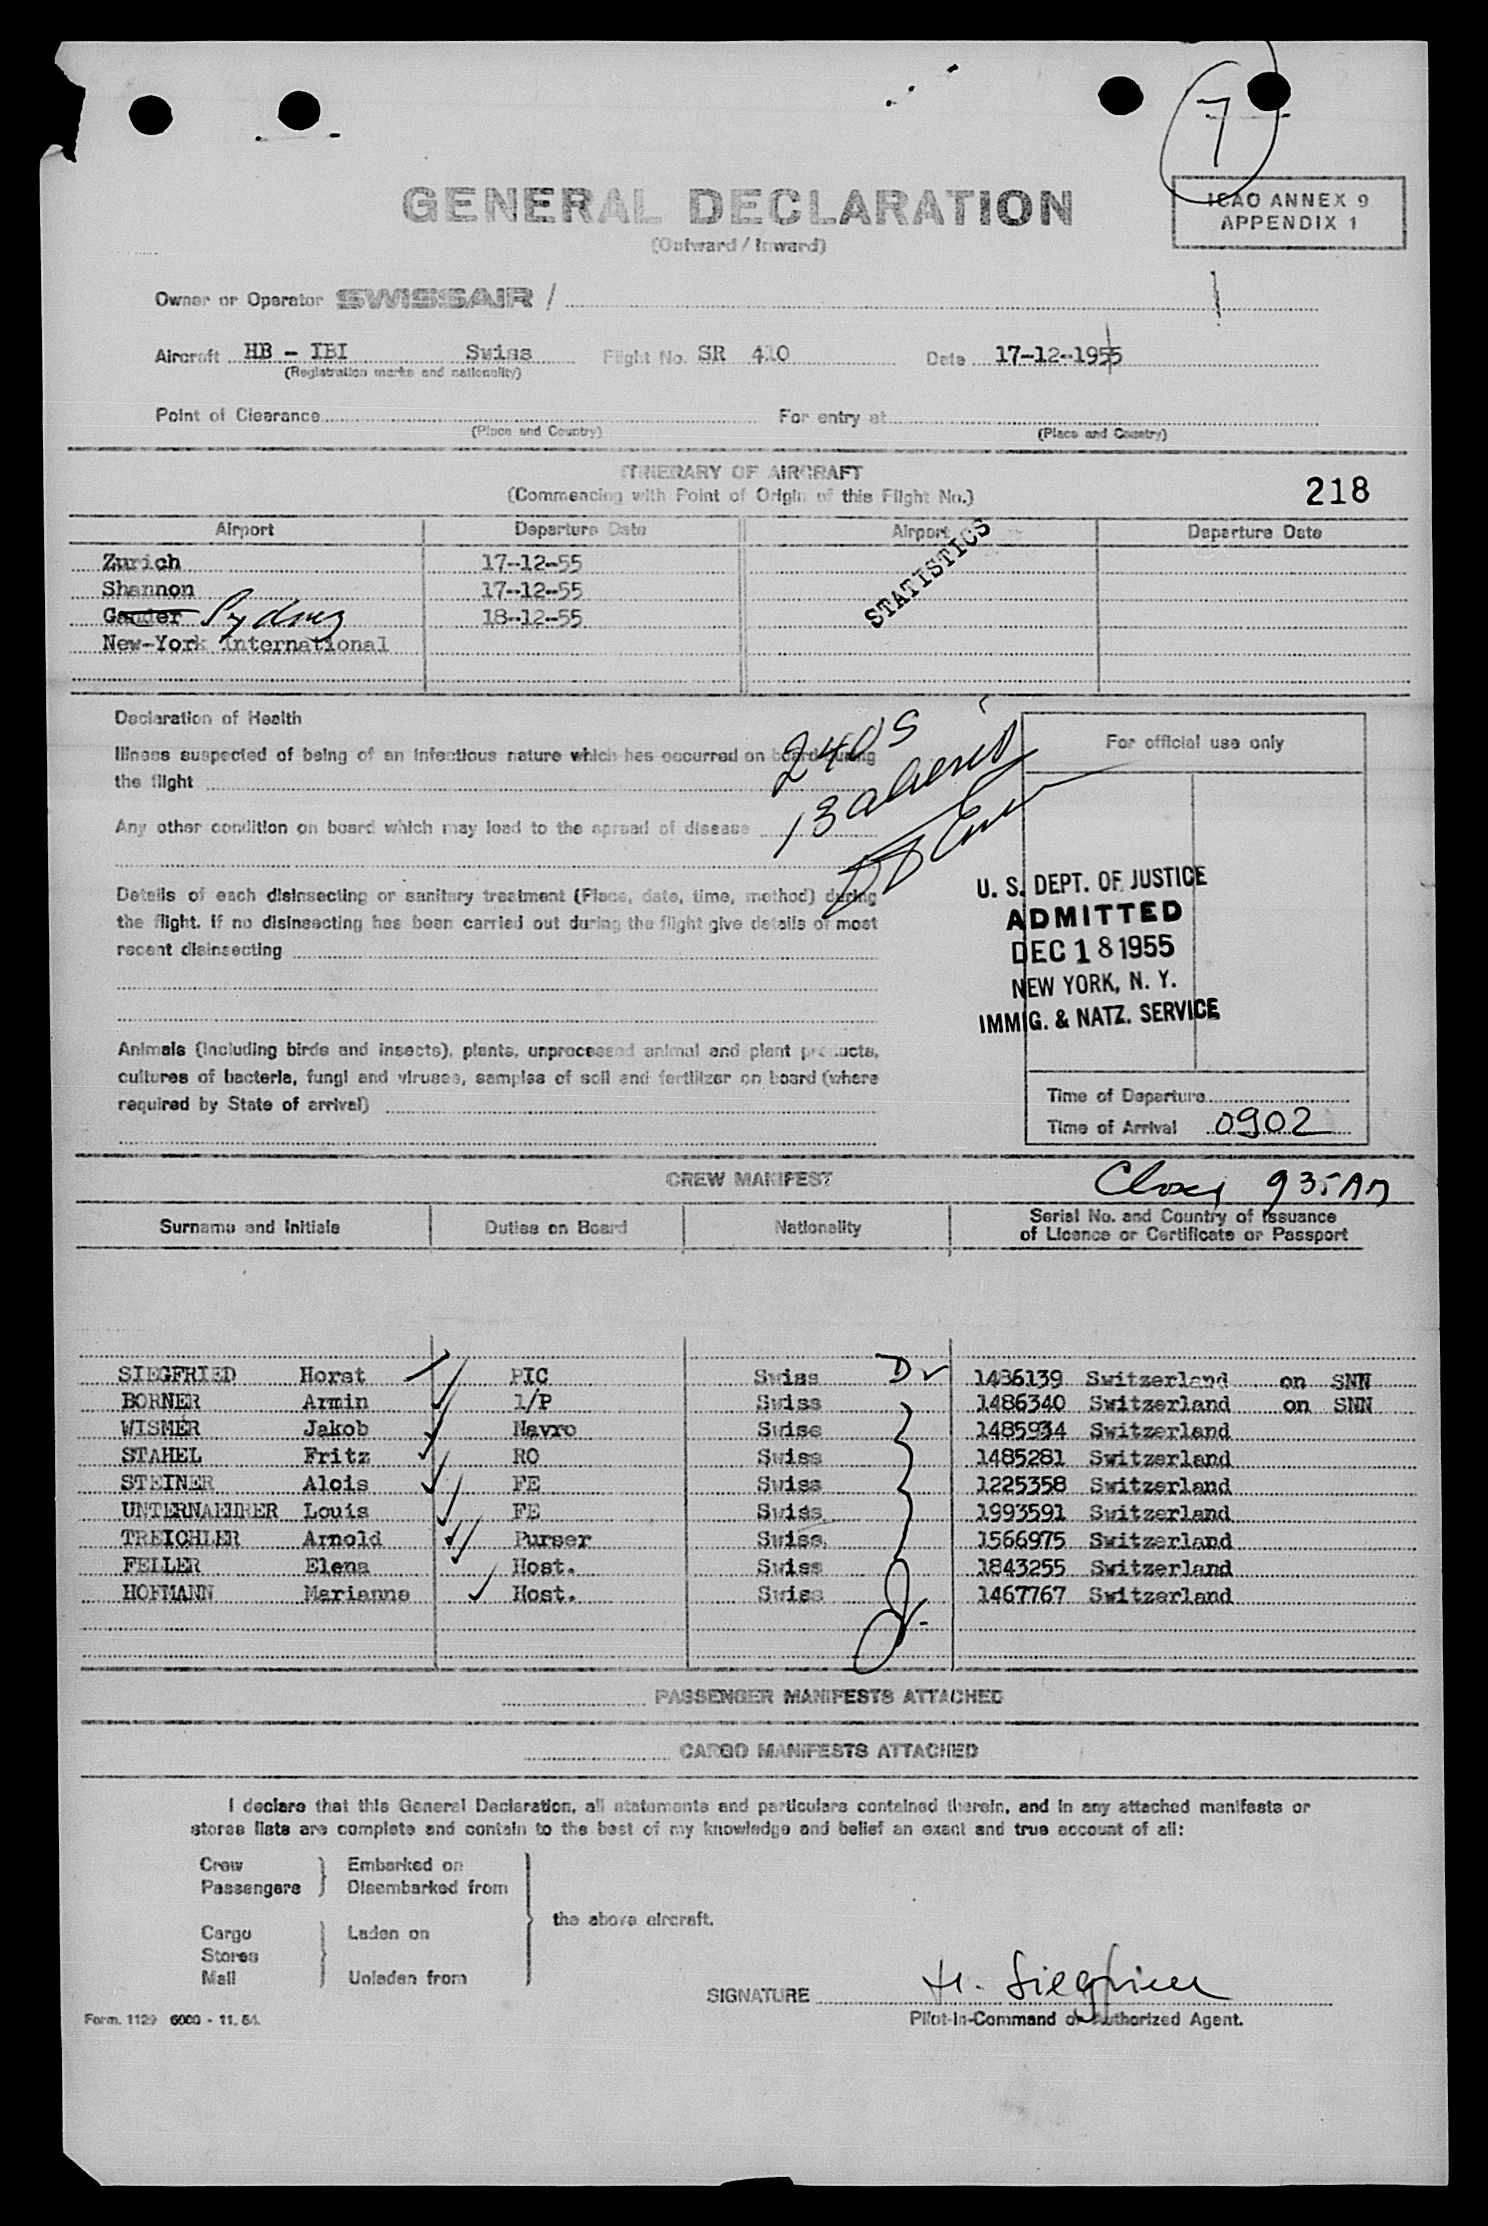 7
GENERAL DECLARATION
(Outward / Inward)
ICAO ANNEX 9
APPENDIX 1
Owner or Operator SWISSAIR /
Aircraft HB - IBI Swiss Flight No. SR 410 Date 17-12-1955
(Registration marks and nationality)
Point of Clearance For entry at
(Place and Country) (Place and Country)
ITINERARY OF AIRCRAFT
(Commencing with Point of Origin of this Flight No.)
218
Airport Departure Date Airport Departure Date
STATISTICS
Zurich 17-12-55
Shannon 17-12-55
Gander Sydney 18-12-55
New-York International
Declaration of Health
Illness suspected of being of an infectious nature which has occurred on board during
the flight
Any other condition on board which may lead to the spread of disease
Details of each disinsecting or sanitary treatment (Place, date, time, method) during
the flight. If no disinsecting has been carried out during the flight give details of most
recent disinsecting
Animals (including birds and insects), plants, unprocessed animal and plant products,
cultures of bacteria, fungi and viruses, samples of soil and fertilizer on board (where
required by State of arrival)
13 aliens
For official use only
U. S. DEPT. OF JUSTICE
ADMITTED
DEC 18 1955
NEW YORK, N. Y.
IMMIG. & NATZ. SERVICE
Time of Departure
Time of Arrival 0902
CREW MANIFEST
935 AM
Surname and Initials Duties on Board Nationality Serial No. and Country of Issuance
of Licence or Certificate or Passport
SIEGFRIED Horst PIC Swiss D 1486139 Switzerland on SNN
BORNER Armin 1/P Swiss 1486340 Switzerland on SNN
WISMER Jakob Navro Swiss 1485934 Switzerland
STAHEL Fritz RO Swiss 1485281 Switzerland
STEINER Alois FE Swiss 1225358 Switzerland
UNTERNAEHRER Louis FE Swiss 1993591 Switzerland
TREICHLER Arnold Purser Swiss 1566975 Switzerland
FELLER Elena Host. Swiss 1843255 Switzerland
HOFMANN Marianne Host. Swiss 1467767 Switzerland
PASSENGER MANIFESTS ATTACHED
CARGO MANIFESTS ATTACHED
I declare that this General Declaration, all statements and particulars contained therein, and in any attached manifests or
stores lists are complete and contain to the best of my knowledge and belief an exact and true account of all:
Crew Embarked on
Passengers Disembarked from
the above aircraft.
Cargo Laden on
Stores
Mail Unladen from
SIGNATURE H. Siegfried
Pilot-in-Command or Authorized Agent.
Form. 1129 6000 - 11. 54.